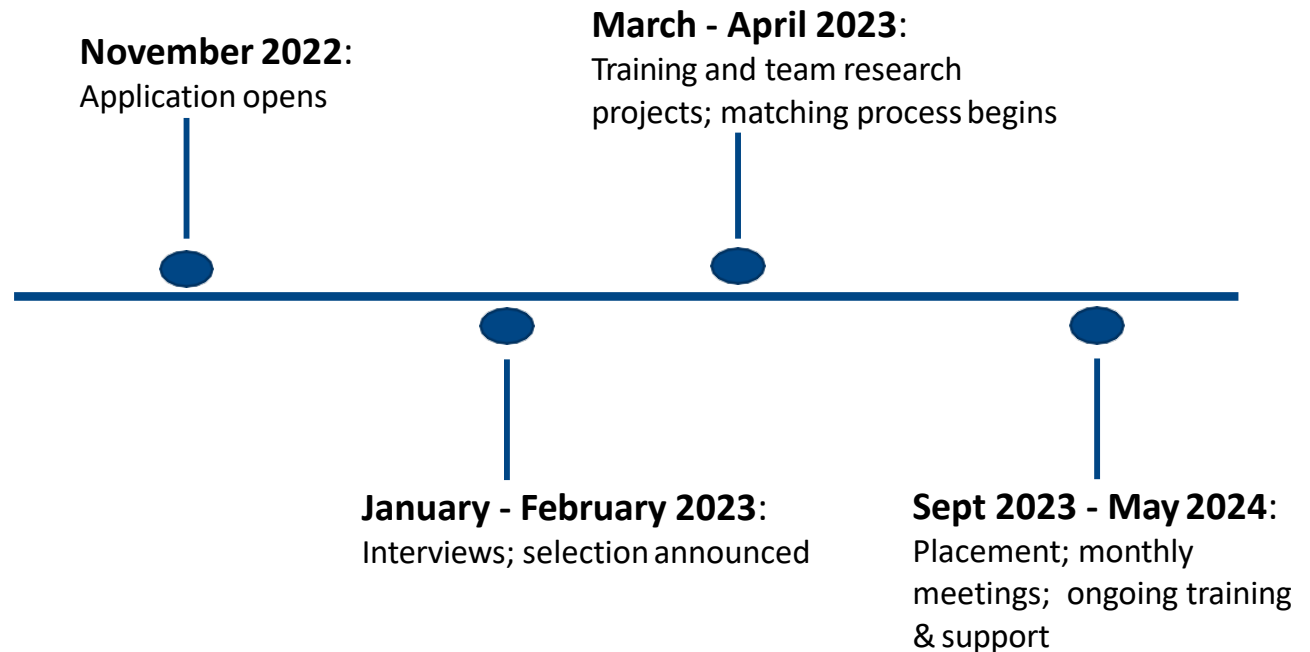 November 2022:
Application opens
March - April 2023:
Training and team research
projects; matching process begins
January - February 2023:
Interviews; selection announced
Sept 2023 - May 2024:
Placement; monthly
meetings; ongoing training
& support